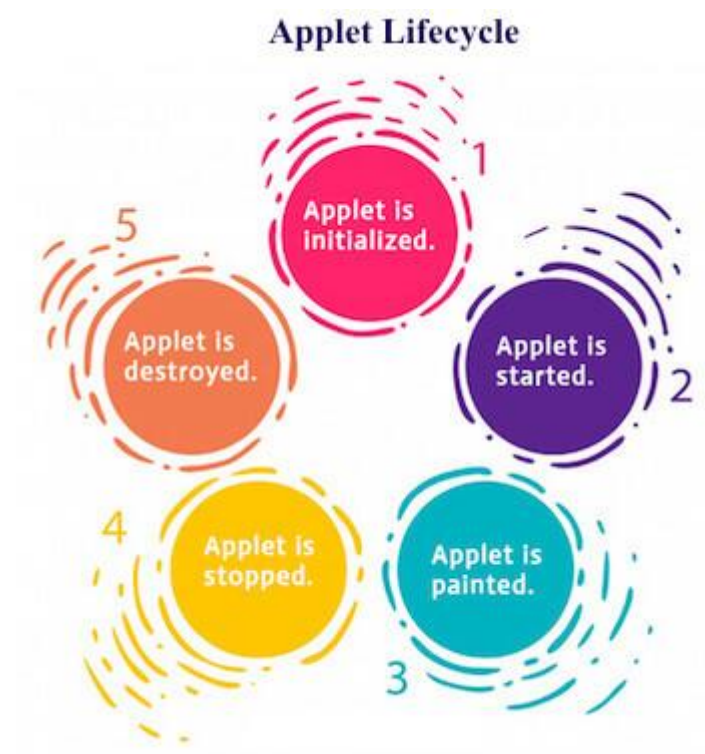 Applet Lifecycle
1
Applet is
initialized.
2
Applet is
started.
3
Applet is
painted.
4
Applet is
stopped.
5
Applet is
destroyed.